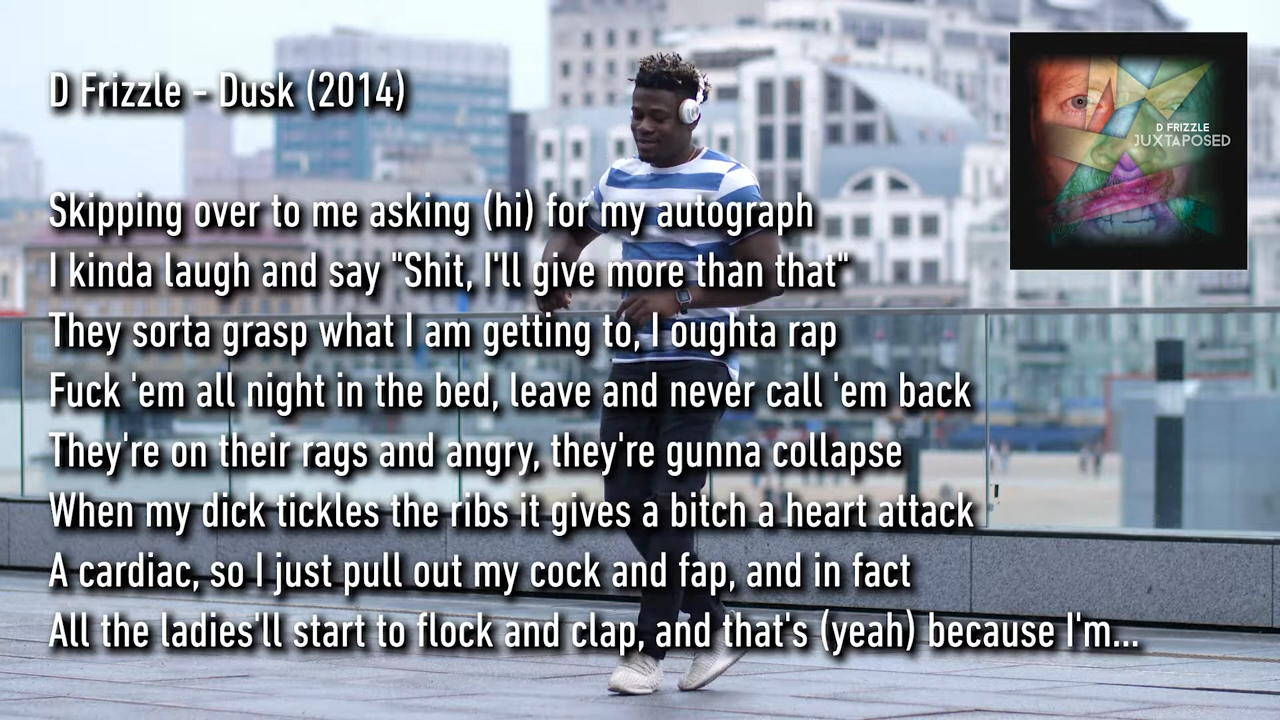 D Frizzle - Dusk (2014)
D FRIZZLE
JUXTAPOSED
Skipping over to me asking (hi) for my autograph
I kinda laugh and say "Shit, I'll give more than that"
They sorta grasp what I am getting to, I oughta rap
Fuck 'em all night in the bed, leave and never call 'em back
They're on their rags and angry, they're gunna collapse
When my dick tickles the ribs it gives a bitch a heart attack
A cardiac, so I just pull out my cock and fap, and in fact
All the ladies'll start to flock and clap, and that's (yeah) because I'm...